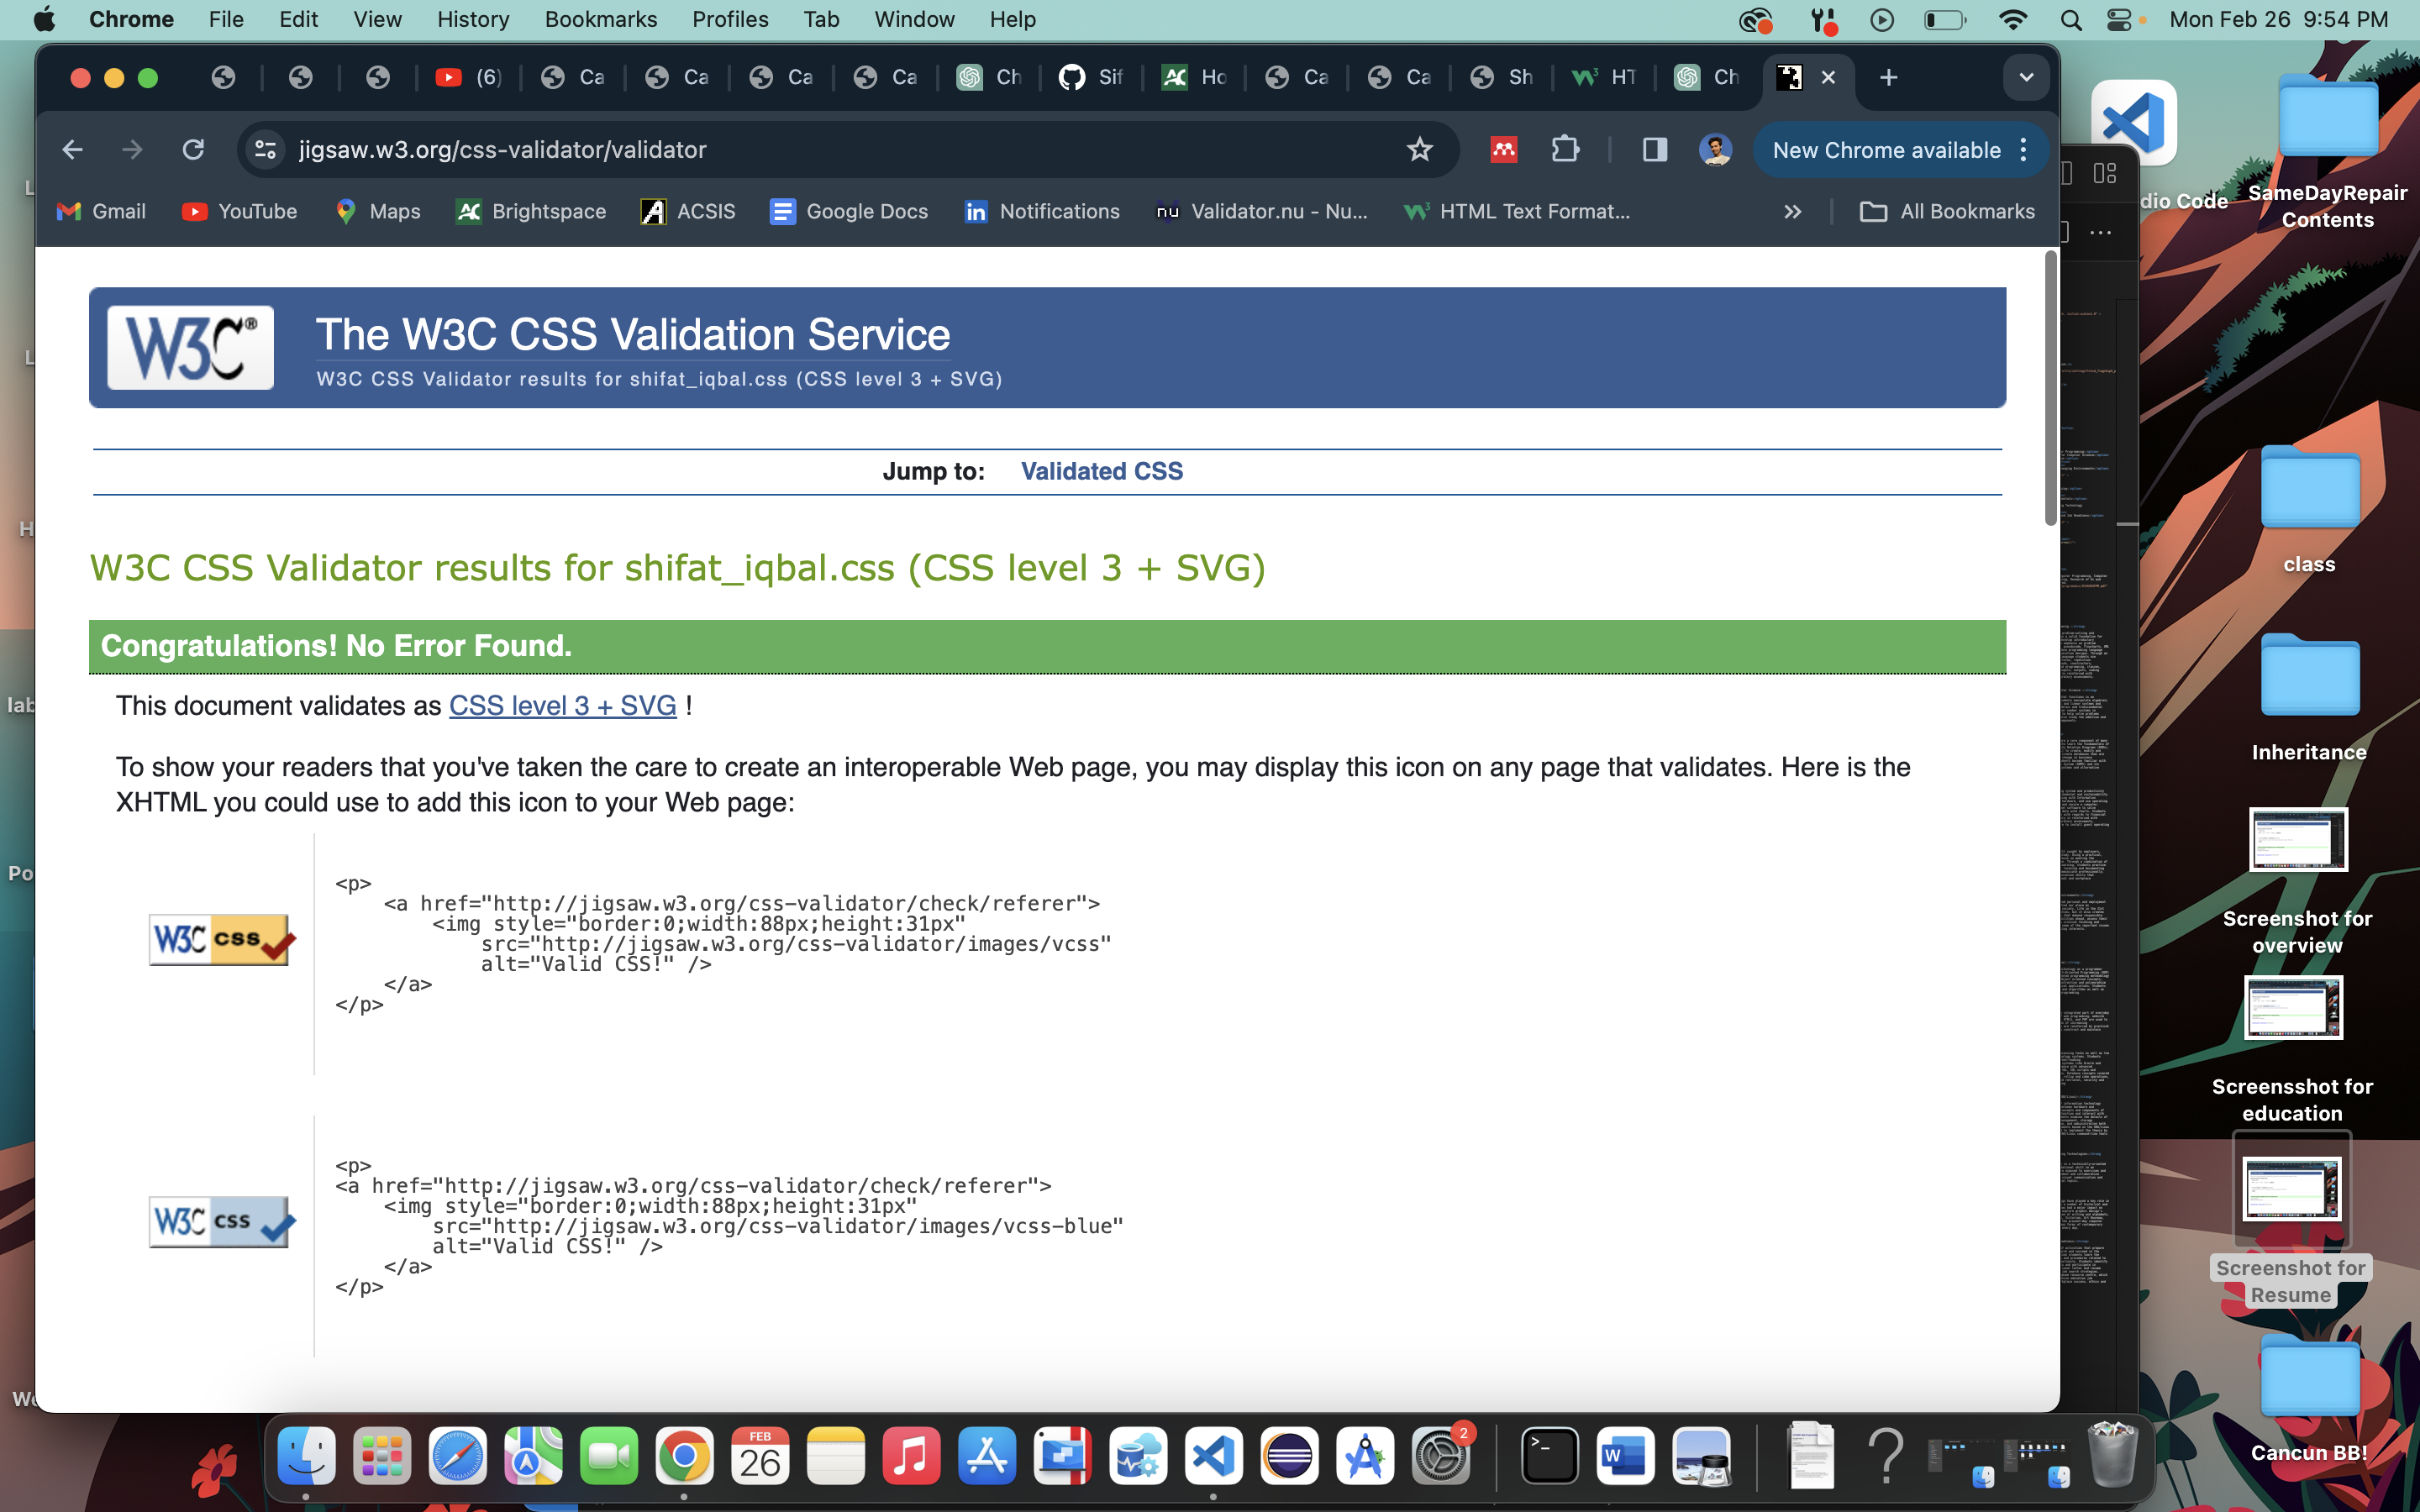 Chrome File Edit View History Bookmarks Profiles Tab Window Help Mon Feb 26 9:54 PM
(6) Ca Ca Ca Ca Ch Sif Ho Ca Ca Sh HT Ch
jigsaw.w3.org/css-validator/validator New Chrome available
Gmail YouTube Maps Brightspace ACSIS Google Docs Notifications Validator.nu - Nu... HTML Text Format... All Bookmarks
W3C® The W3C CSS Validation Service
W3C CSS Validator results for shifat_iqbal.css (CSS level 3 + SVG)
Jump to: Validated CSS
W3C CSS Validator results for shifat_iqbal.css (CSS level 3 + SVG)
Congratulations! No Error Found.
This document validates as CSS level 3 + SVG !
To show your readers that you've taken the care to create an interoperable Web page, you may display this icon on any page that validates. Here is the
XHTML you could use to add this icon to your Web page:
W3C css
<p>
<a href="http://jigsaw.w3.org/css-validator/check/referer">
<img style="border:0;width:88px;height:31px"
src="http://jigsaw.w3.org/css-validator/images/vcss"
alt="Valid CSS!" />
</a>
</p>
W3C css
<p>
<a href="http://jigsaw.w3.org/css-validator/check/referer">
<img style="border:0;width:88px;height:31px"
src="http://jigsaw.w3.org/css-validator/images/vcss-blue"
alt="Valid CSS!" />
</a>
</p>
dio Code
SameDayRepair
Contents
class
Inheritance
Screenshot for
overview
Screensshot for
education
Screenshot for
Resume
Cancun BB!
lab
Po
FEB
26
2